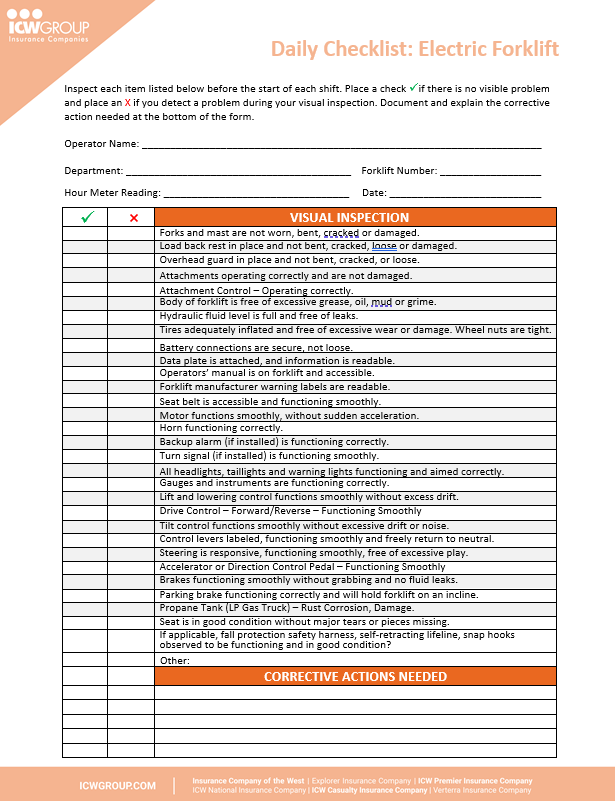 ICWGROUP
Insurance Companies
Daily Checklist: Electric Forklift
Inspect each item listed below before the start of each shift. Place a check ✓ if there is no visible problem
and place an X if you detect a problem during your visual inspection. Document and explain the corrective
action needed at the bottom of the form.
Operator Name: ____________________
Department: ____________________ Forklift Number: ____________________
Hour Meter Reading: ____________________ Date: ____________________
✓ × VISUAL INSPECTION
Forks and mast are not worn, bent, cracked or damaged.
Load back rest in place and not bent, cracked, loose or damaged.
Overhead guard in place and not bent, cracked, or loose.
Attachments operating correctly and are not damaged.
Attachment Control – Operating correctly.
Body of forklift is free of excessive grease, oil, mud or grime.
Hydraulic fluid level is full and free of leaks.
Tires adequately inflated and free of excessive wear or damage. Wheel nuts are tight.
Battery connections are secure, not loose.
Data plate is attached, and information is readable.
Operators’ manual is on forklift and accessible.
Forklift manufacturer warning labels are readable.
Seat belt is accessible and functioning smoothly.
Motor functions smoothly, without sudden acceleration.
Horn functioning correctly.
Backup alarm (if installed) is functioning correctly.
Turn signal (if installed) is functioning smoothly.
All headlights, taillights and warning lights functioning and aimed correctly.
Gauges and instruments are functioning correctly.
Lift and lowering control functions smoothly without excess drift.
Drive Control – Forward/Reverse – Functioning Smoothly
Tilt control functions smoothly without excessive drift or noise.
Control levers labeled, functioning smoothly and freely return to neutral.
Steering is responsive, functioning smoothly, free of excessive play.
Accelerator or Direction Control Pedal – Functioning Smoothly
Brakes functioning smoothly without grabbing and no fluid leaks.
Parking brake functioning correctly and will hold forklift on an incline.
Propane Tank (LP Gas Truck) – Rust Corrosion, Damage.
Seat is in good condition without major tears or pieces missing.
If applicable, fall protection safety harness, self-retracting lifeline, snap hooks
observed to be functioning and in good condition?
Other:
CORRECTIVE ACTIONS NEEDED
ICWGROUP.COM
Insurance Company of the West | Explorer Insurance Company | ICW Premier Insurance Company
ICW National Insurance Company | ICW Casualty Insurance Company | Verterra Insurance Company